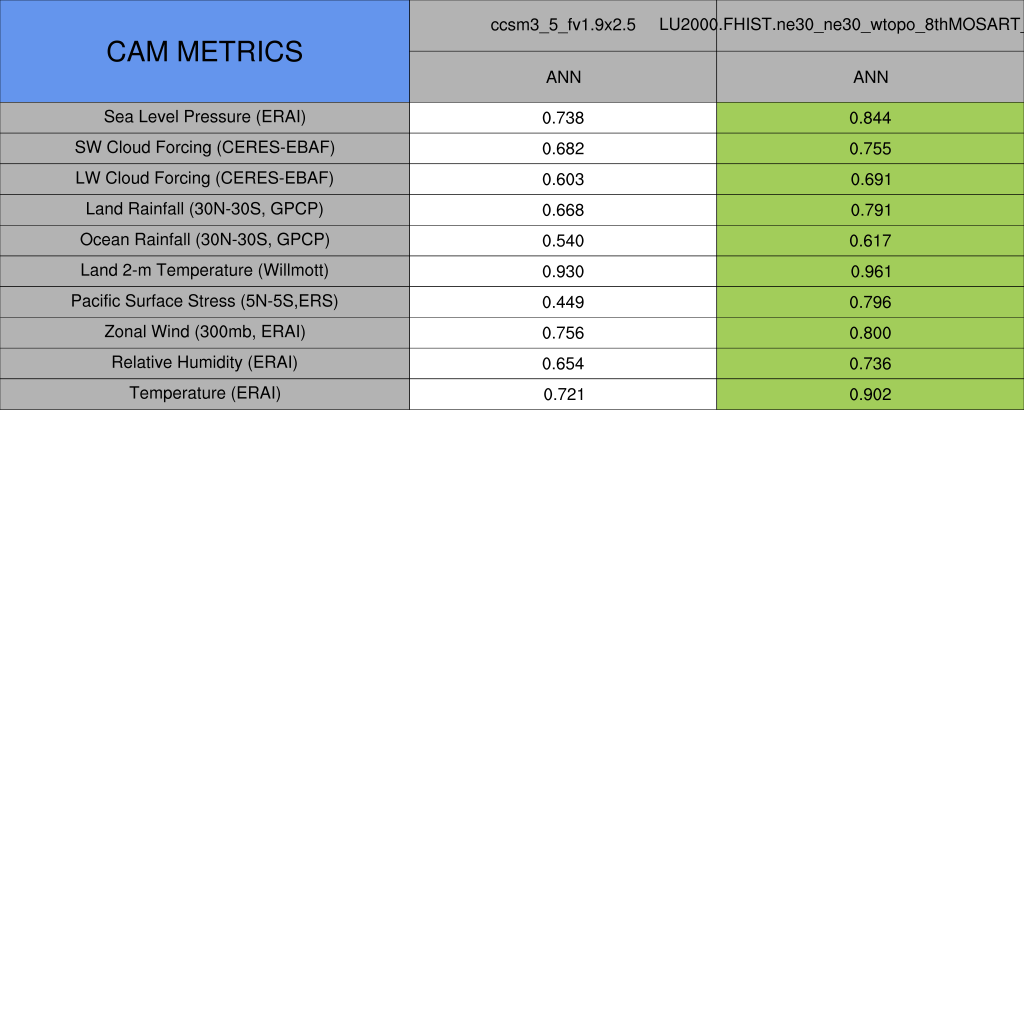 CAM METRICS
ccsm3_5_fv1.9x2.5 LU2000.FHIST.ne30_ne30_wtopo_8thMOSART_
ANN ANN
Sea Level Pressure (ERAI) 0.738 0.844
SW Cloud Forcing (CERES-EBAF) 0.682 0.755
LW Cloud Forcing (CERES-EBAF) 0.603 0.691
Land Rainfall (30N-30S, GPCP) 0.668 0.791
Ocean Rainfall (30N-30S, GPCP) 0.540 0.617
Land 2-m Temperature (Willmott) 0.930 0.961
Pacific Surface Stress (5N-5S,ERS) 0.449 0.796
Zonal Wind (300mb, ERAI) 0.756 0.800
Relative Humidity (ERAI) 0.654 0.736
Temperature (ERAI) 0.721 0.902